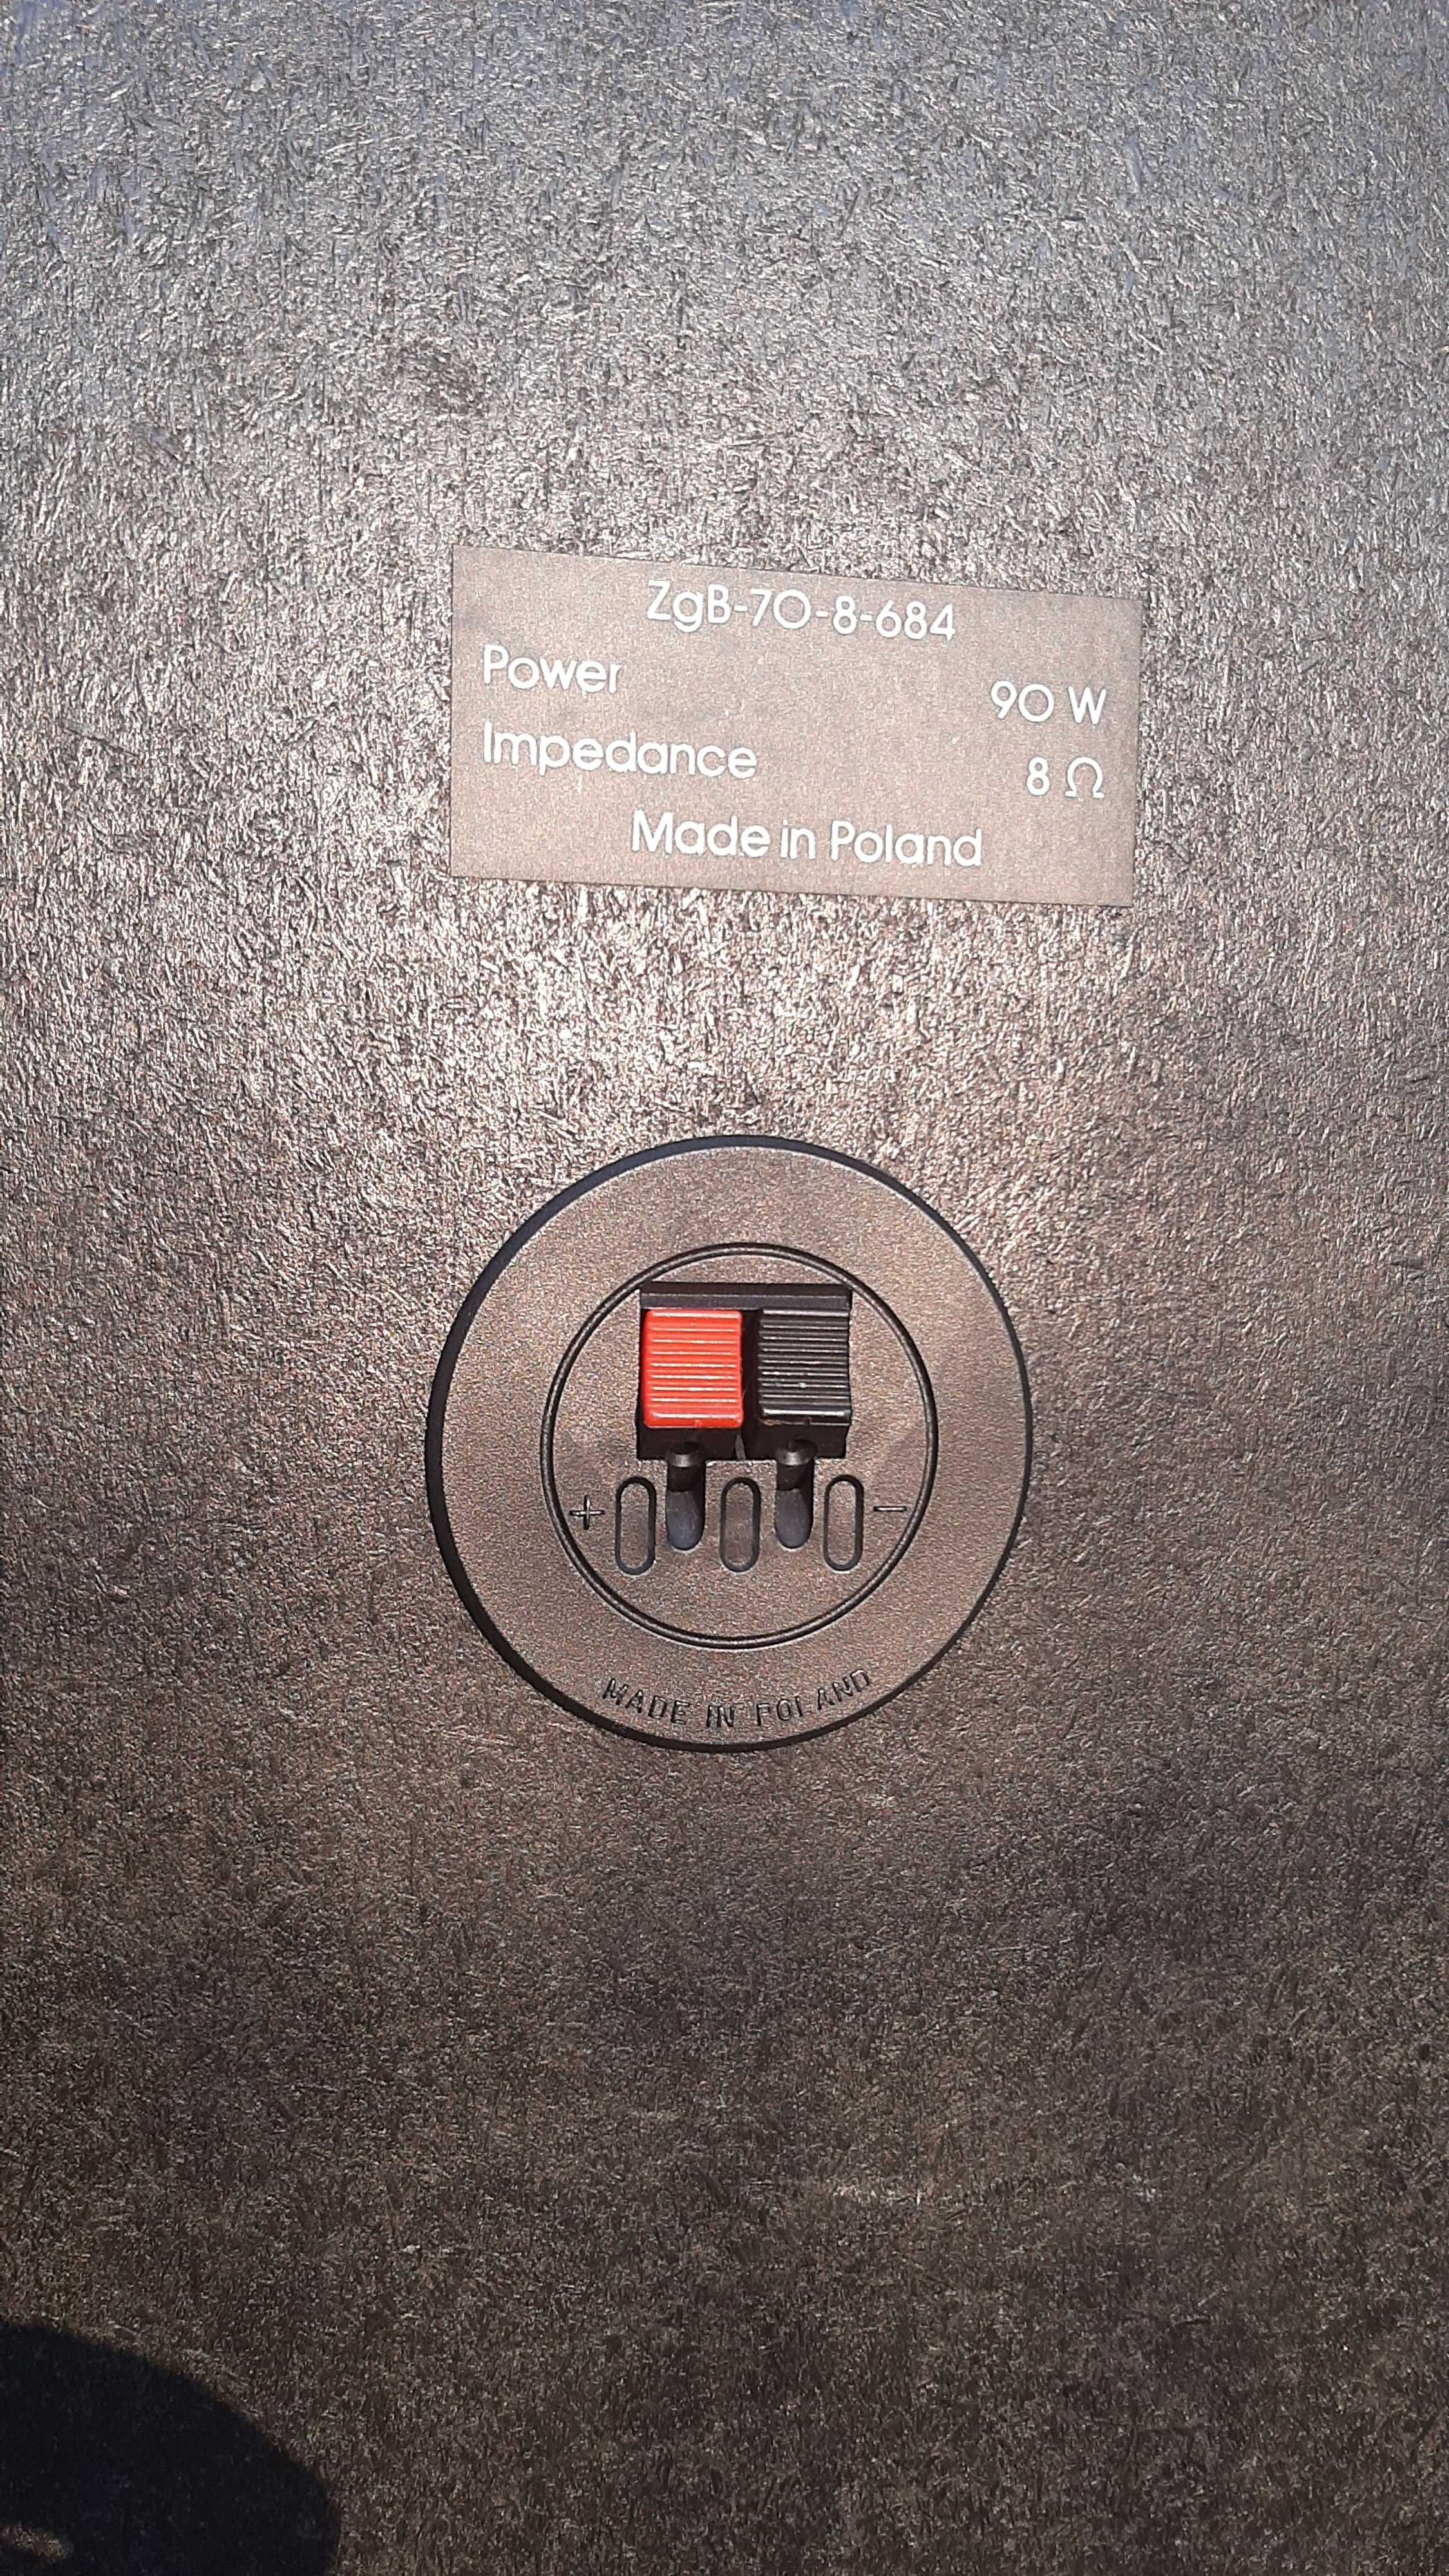 ZgB-70-8-684
Power 90 W
Impedance 8 Ω
Made in Poland
+ −
MADE IN POLAND